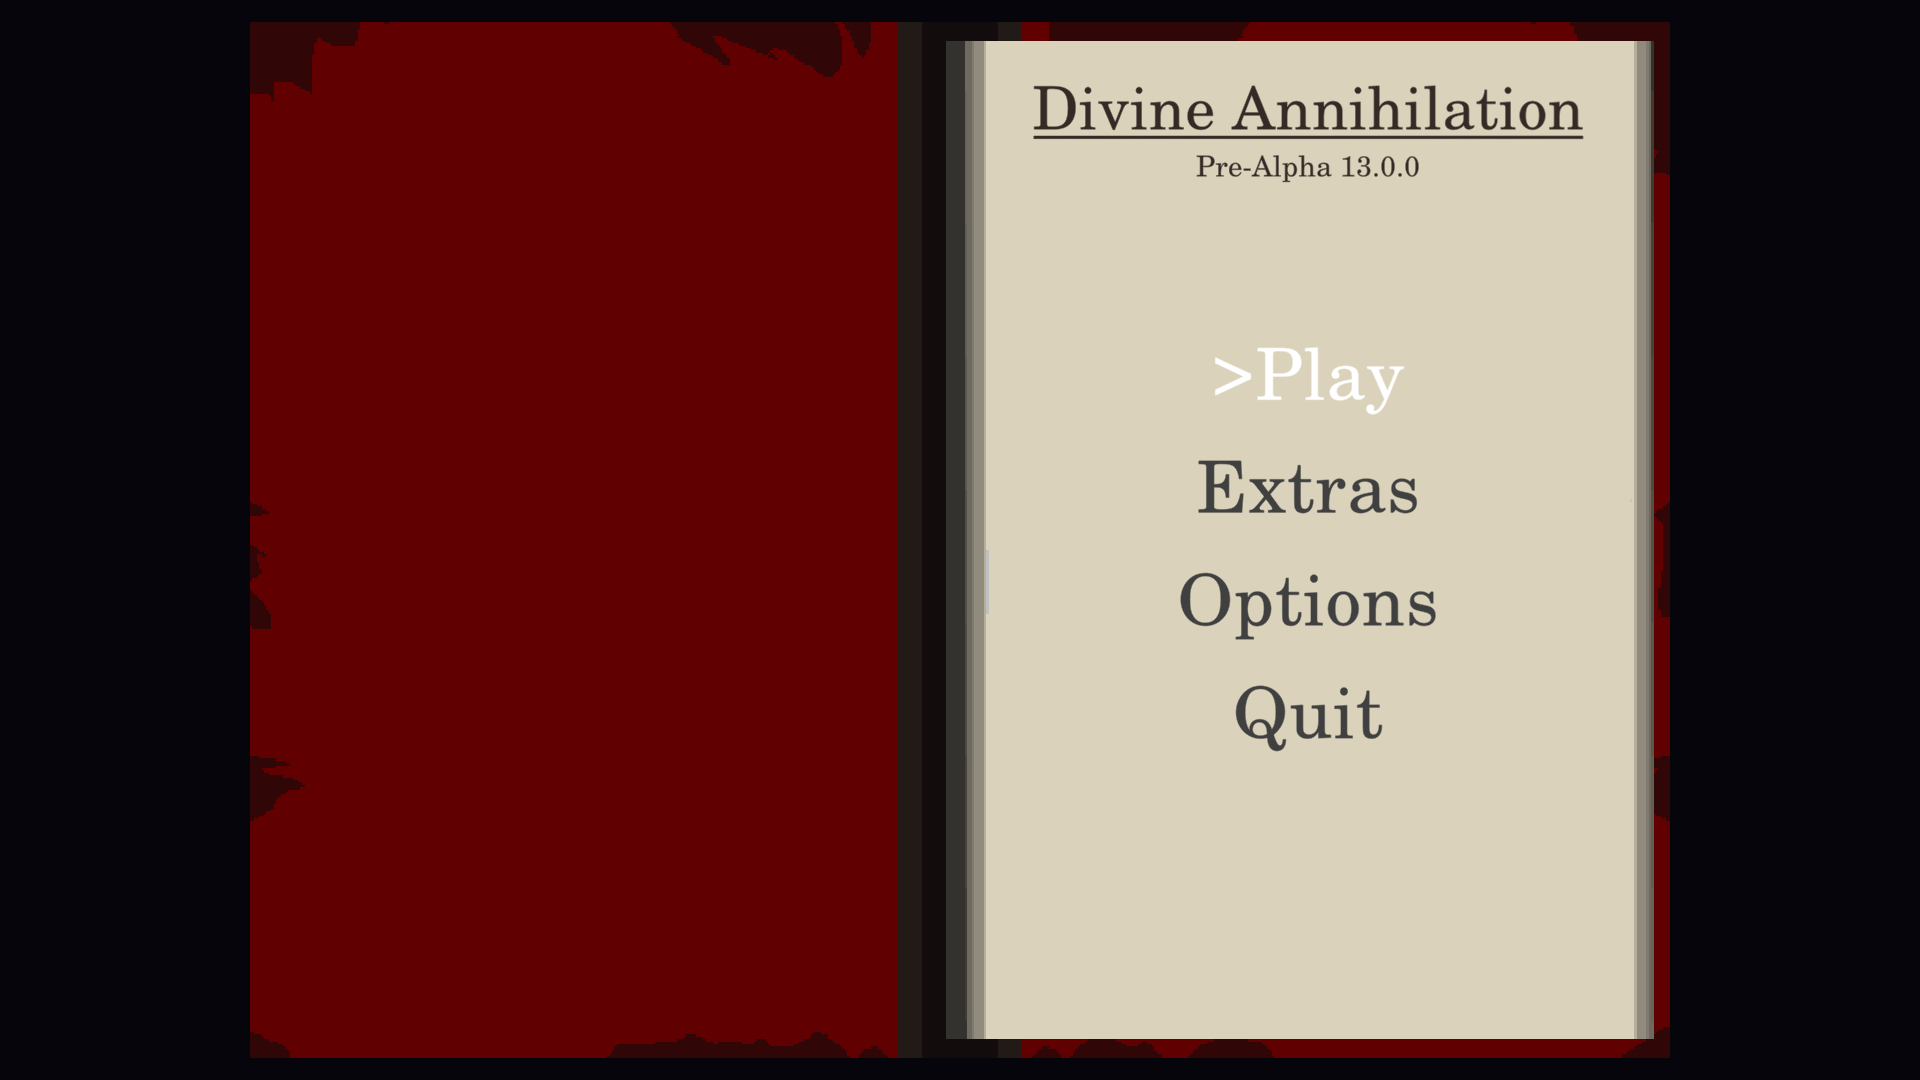 Divine Annihilation
Pre-Alpha 13.0.0
>Play
Extras
Options
Quit